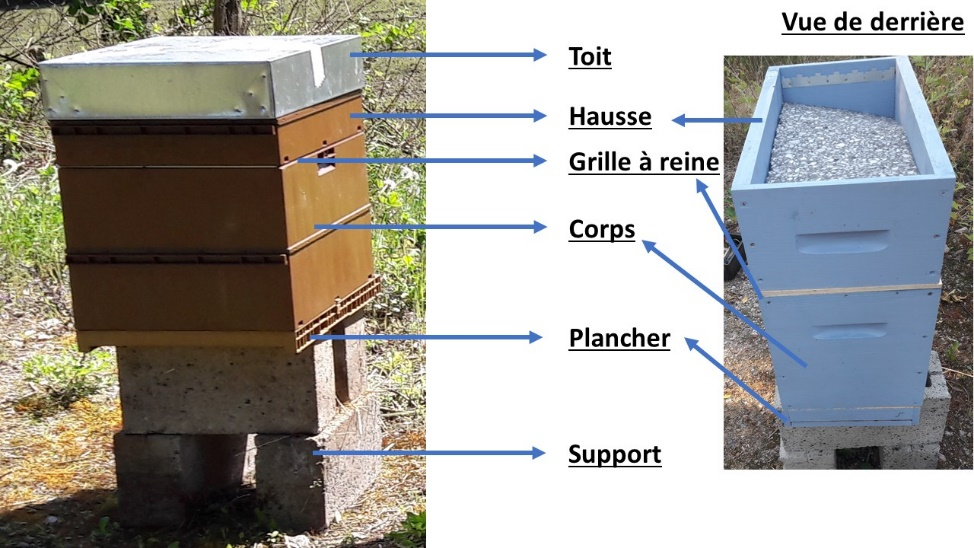 Vue de derrière
Toit
Hausse
Grille à reine
Corps
Plancher
Support